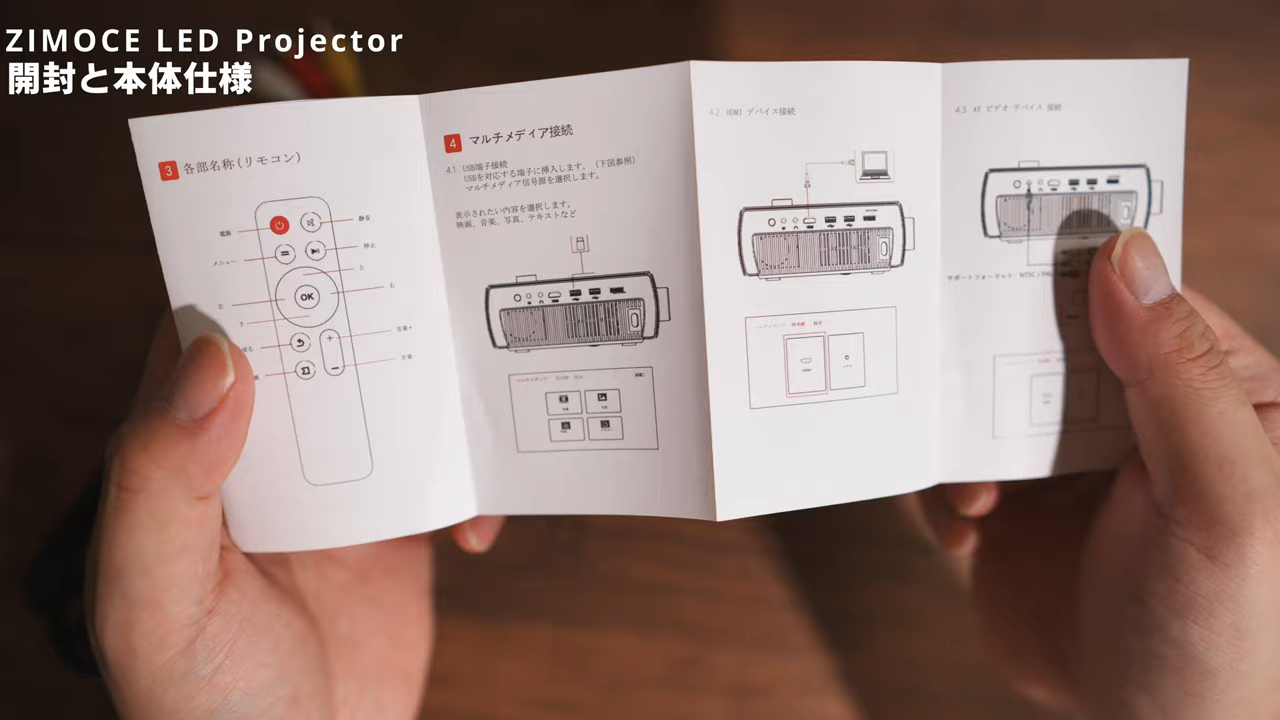 ZIMOCE LED Projector
開封と本体仕様
3 各部名称(リモコン)
電源
静音
メニュー
停止
上
OK
左
右
下
音量+
音量-
4 マルチメディア接続
4.1 USB端子接続
USBを対応する端子に挿入します。(下図参照)
マルチメディア信号源を選択します。
表示されたい内容を選択します。
映画、音楽、写真、テキストなど
4.2 HDMI デバイス接続
HDMI
4.3 AV ビデオ デバイス 接続
サポートフォーマット: NTSC / PAL